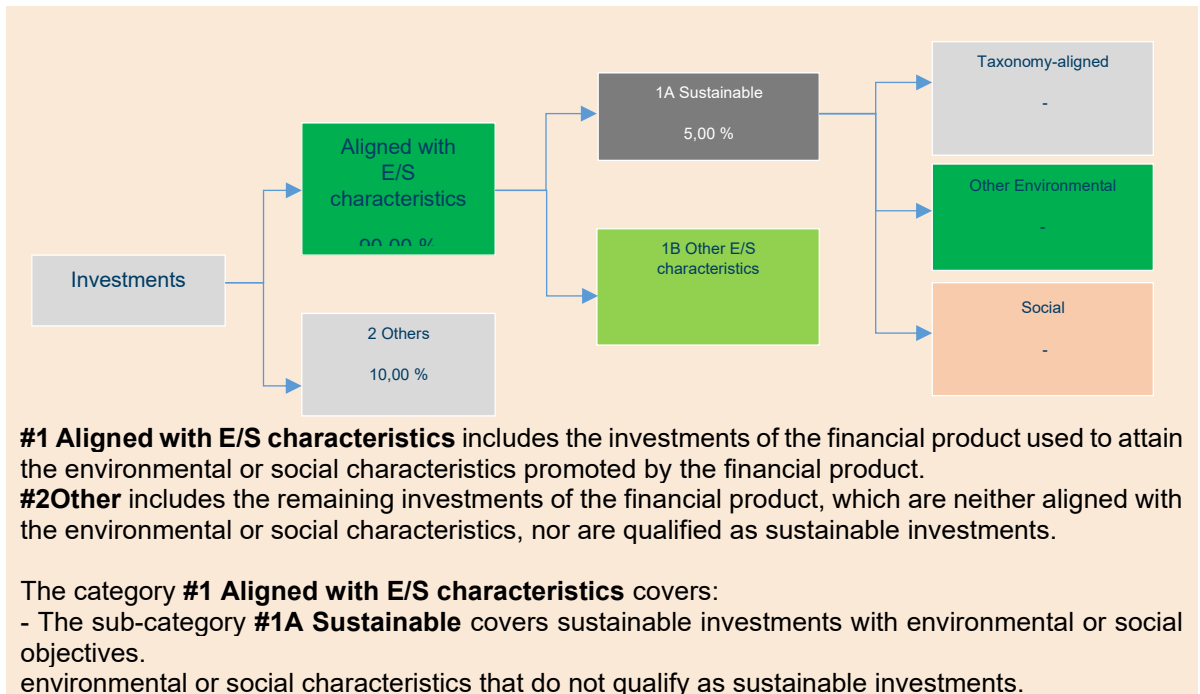 Taxonomy-aligned
-
1A Sustainable
5,00 %
Aligned with
E/S
characteristics
90,00 %
Other Environmental
-
1B Other E/S
characteristics
Investments
2 Others
10,00 %
Social
-
#1 Aligned with E/S characteristics includes the investments of the financial product used to attain
the environmental or social characteristics promoted by the financial product.
#2Other includes the remaining investments of the financial product, which are neither aligned with
the environmental or social characteristics, nor are qualified as sustainable investments.
The category #1 Aligned with E/S characteristics covers:
- The sub-category #1A Sustainable covers sustainable investments with environmental or social
objectives.
environmental or social characteristics that do not qualify as sustainable investments.